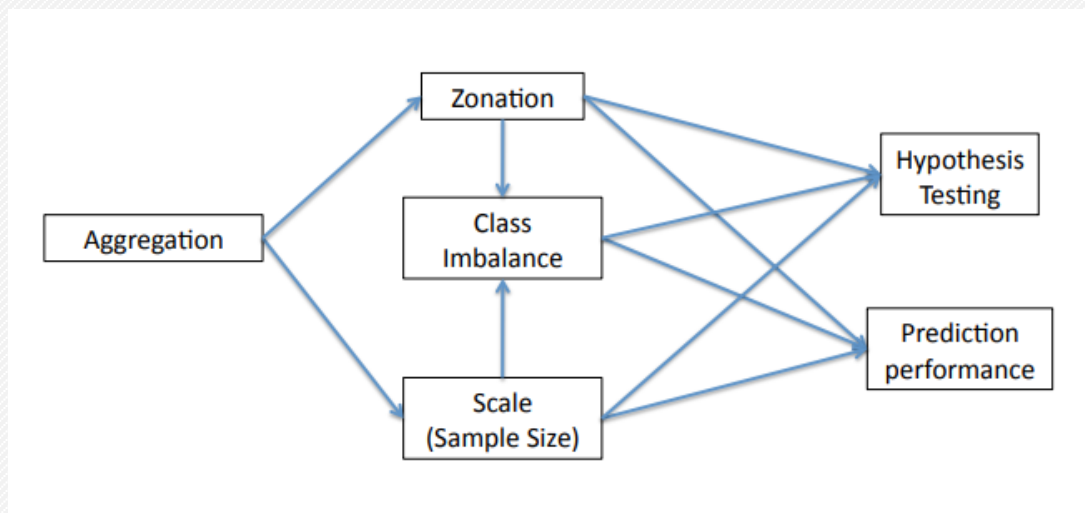 Zonation
Hypothesis
Testing
Class
Imbalance
Aggregation
Prediction
performance
Scale
(Sample Size)